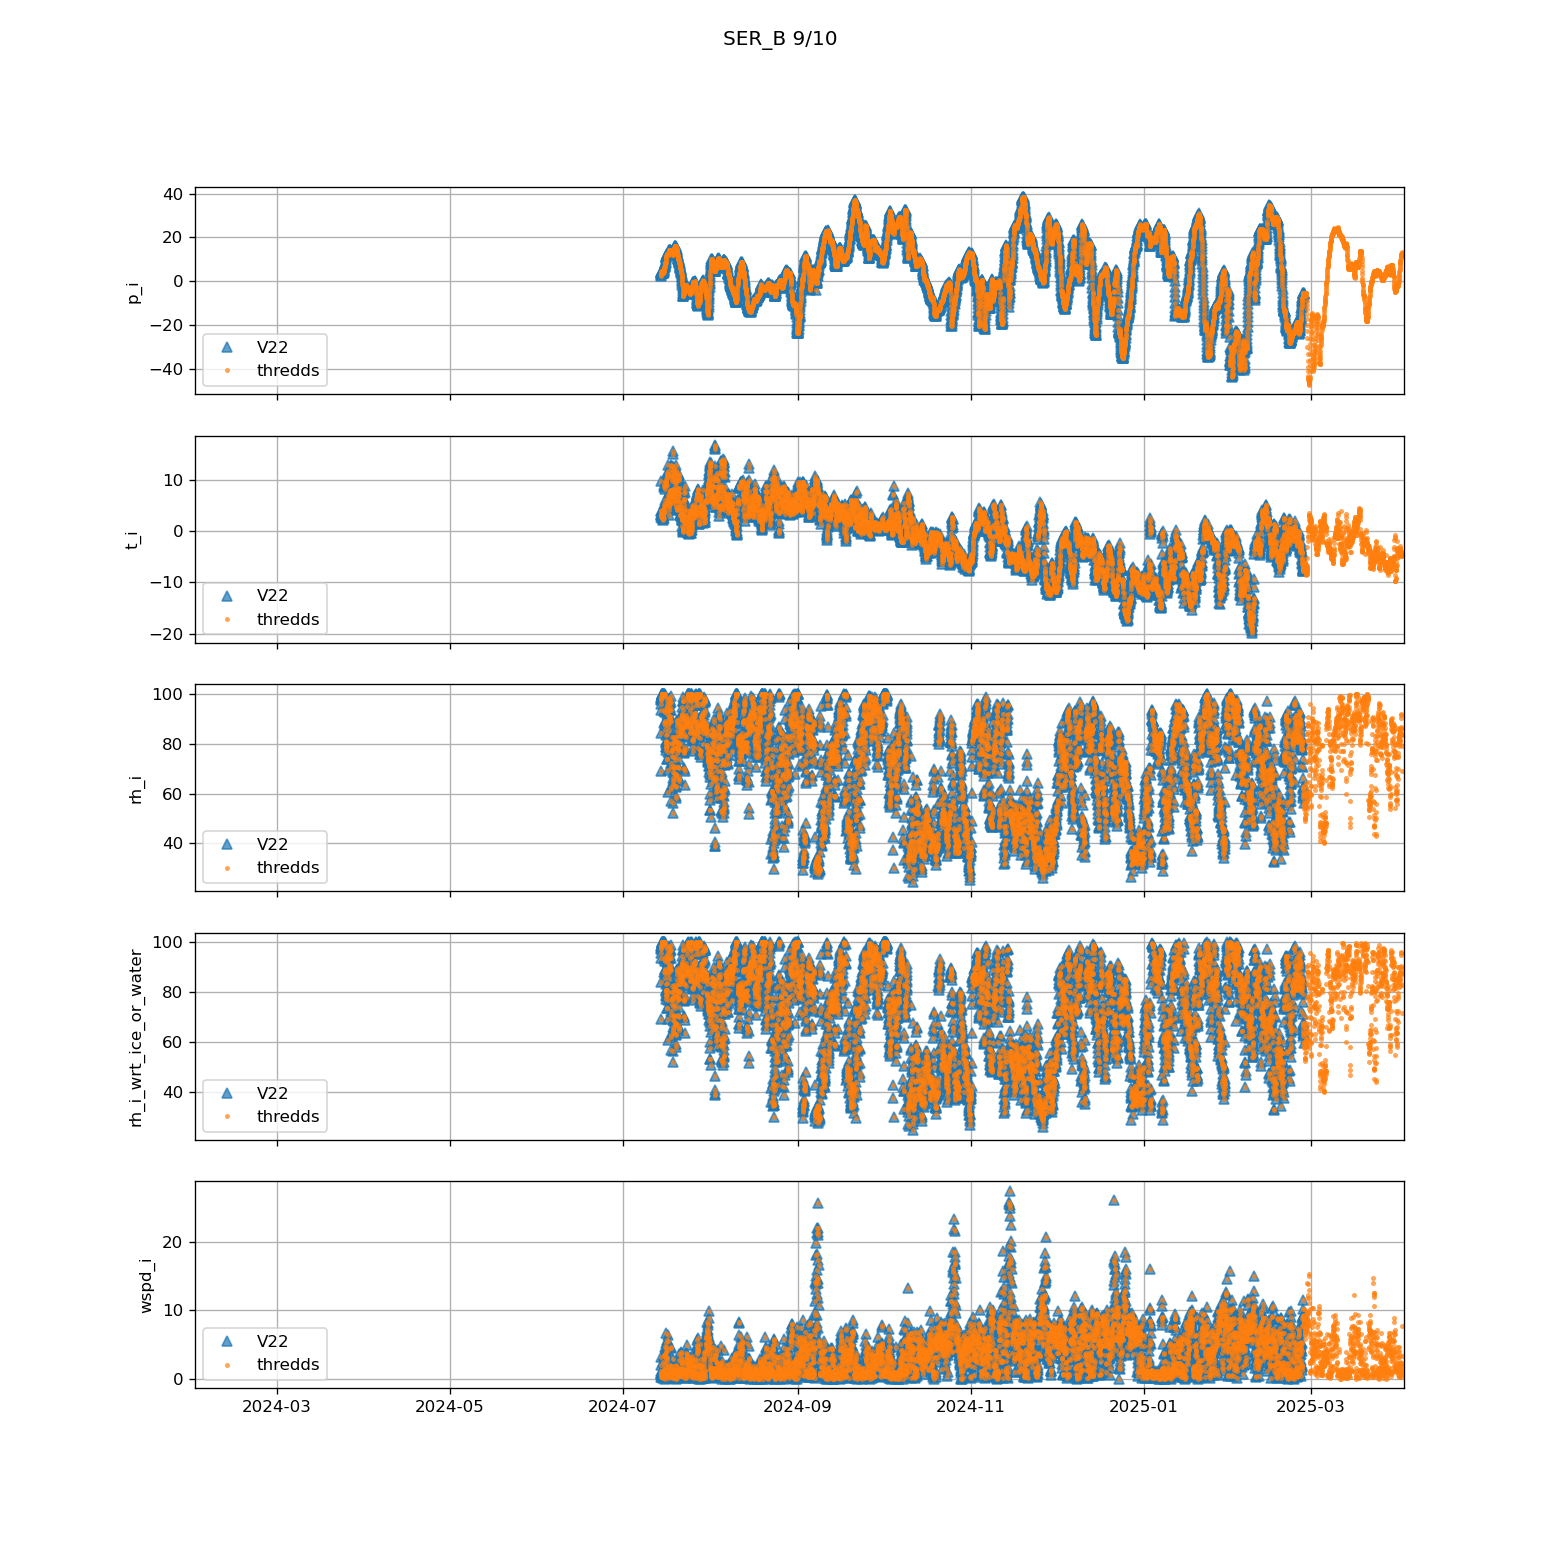 SER_B 9/10
40
20
0
−20
−40
p_i
V22
thredds
10
0
−10
−20
t_i
V22
thredds
100
80
60
40
rh_i
V22
thredds
100
80
60
40
rh_i_wrt_ice_or_water
V22
thredds
20
10
0
wspd_i
V22
thredds
2024-03 2024-05 2024-07 2024-09 2024-11 2025-01 2025-03